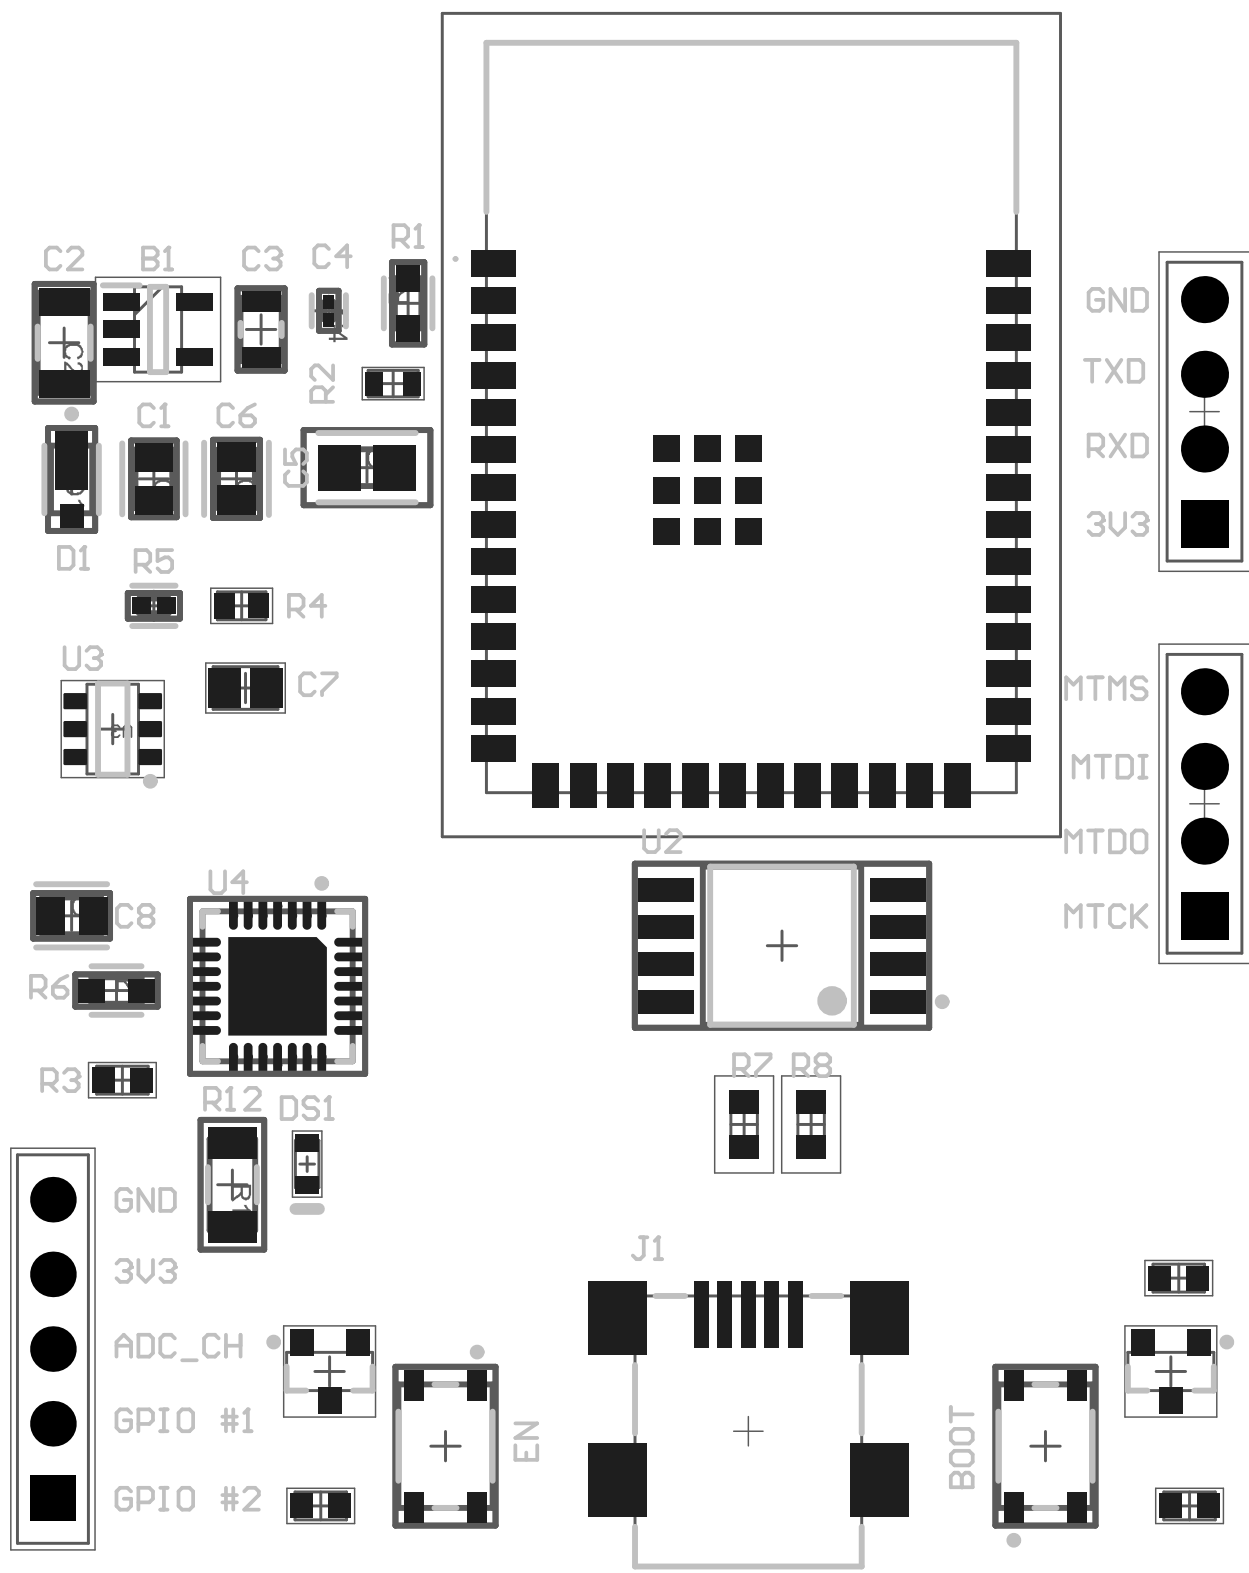 R1
C2
B1
C3
C4
GND
C2
R2
TXD
C1
C6
RXD
C5
3V3
D1
R5
R4
U3
C7
MTMS
MTDI
U2
MTDO
U4
C8
MTCK
R6
R7
R8
R3
R12
DS1
GND
J1
3V3
ADC_CH
GPIO #1
EN
BOOT
GPIO #2